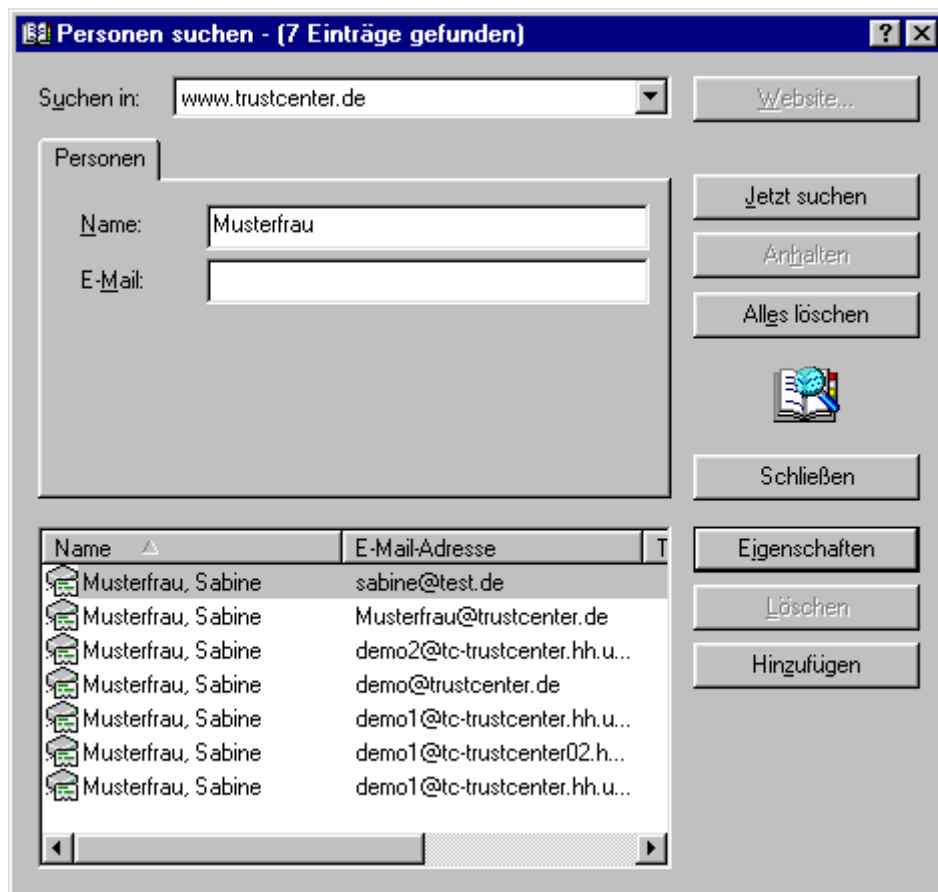 Personen suchen - (7 Einträge gefunden)
Suchen in: www.trustcenter.de Website...
Personen
Name: Musterfrau
E-Mail:
Jetzt suchen
Anhalten
Alles löschen
Schließen
Name E-Mail-Adresse T
Musterfrau, Sabine sabine@test.de
Musterfrau, Sabine Musterfrau@trustcenter.de
Musterfrau, Sabine demo2@tc-trustcenter.hh.u...
Musterfrau, Sabine demo@trustcenter.de
Musterfrau, Sabine demo1@tc-trustcenter.hh.u...
Musterfrau, Sabine demo1@tc-trustcenter02.h...
Musterfrau, Sabine demo1@tc-trustcenter.hh.u...
Eigenschaften
Löschen
Hinzufügen